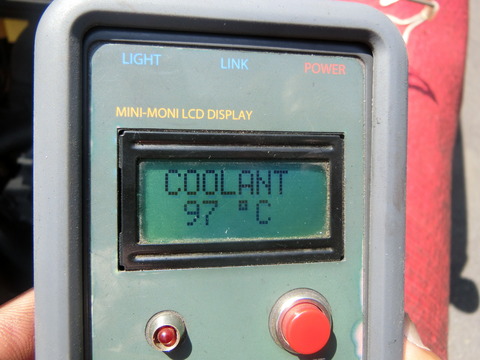 LIGHT LINK POWER
MINI-MONI LCD DISPLAY
COOLANT
97 °C